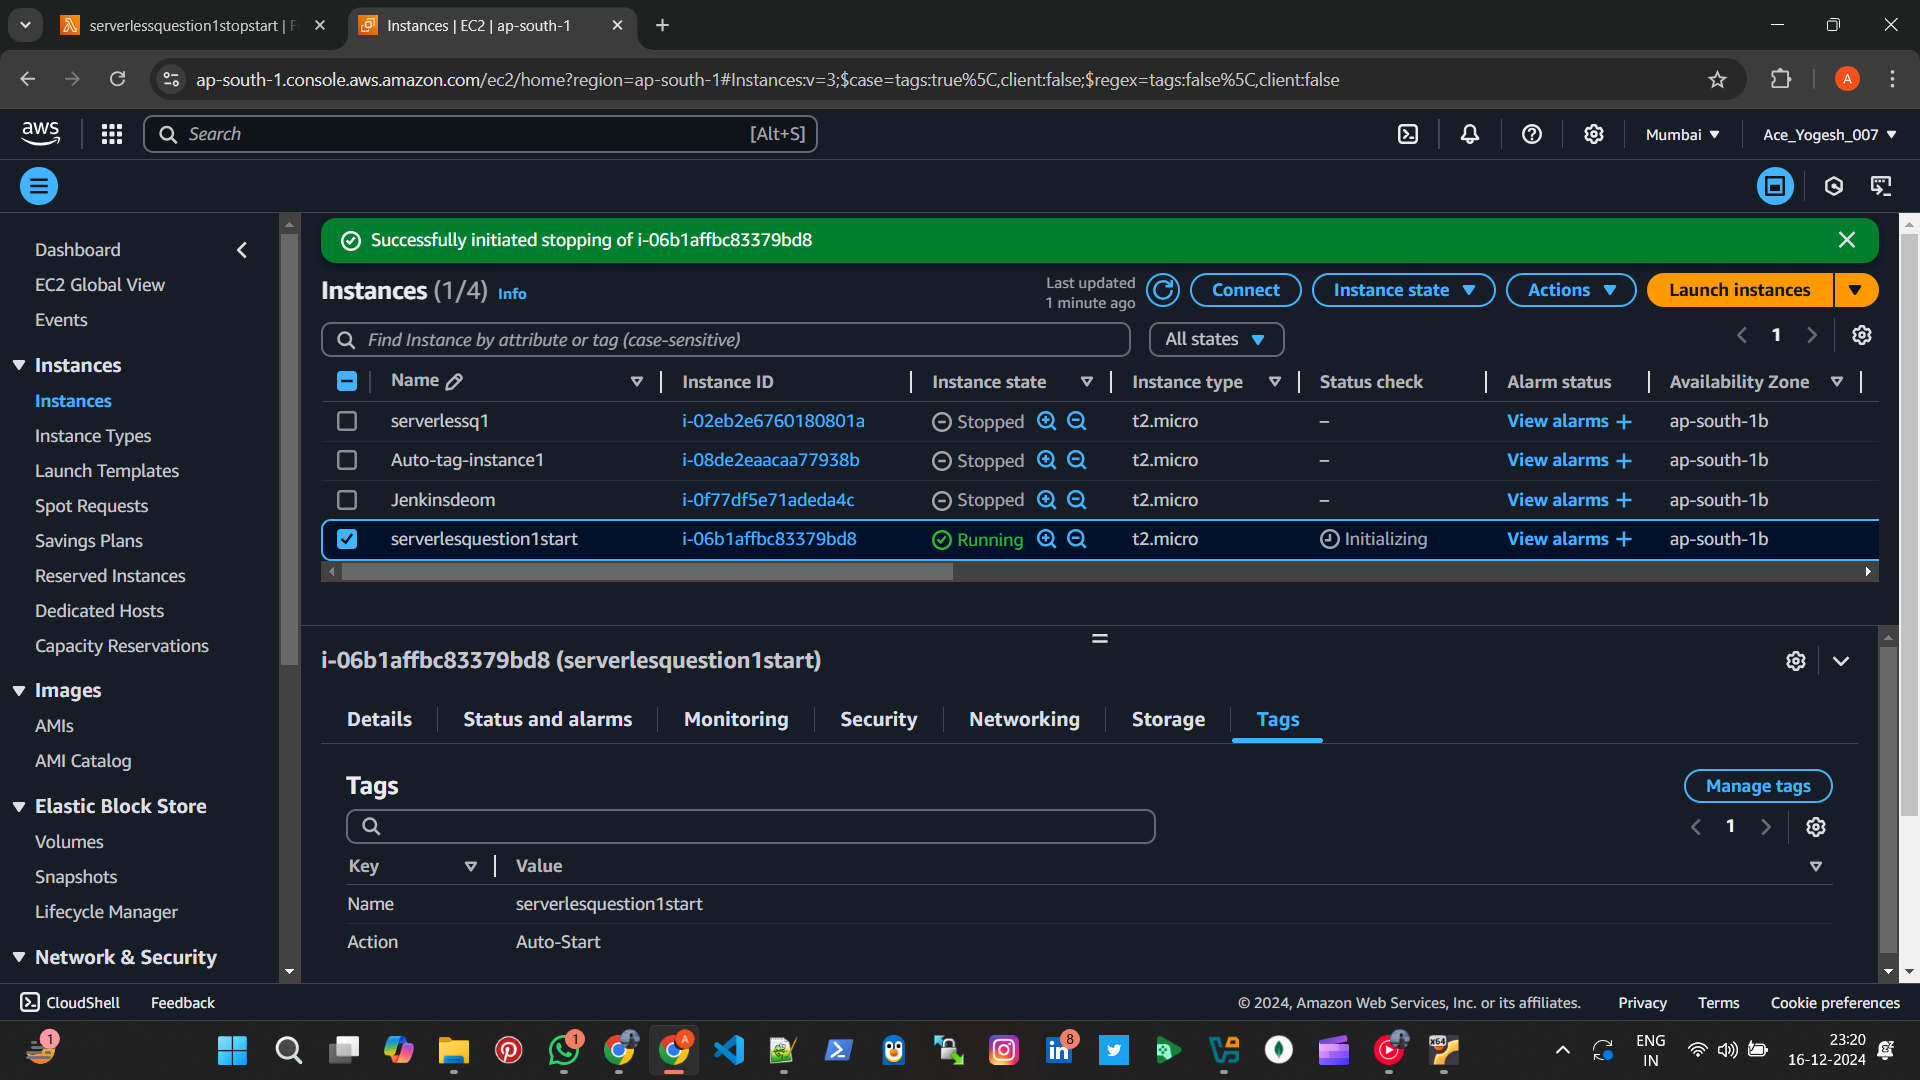 serverlessquestion1stopstart |
Instances | EC2 | ap-south-1
ap-south-1.console.aws.amazon.com/ec2/home?region=ap-south-1#Instances:v=3;$case=tags:true%5C,client:false;$regex=tags:false%5C,client:false
A
aws
Search
[Alt+S]
Mumbai
Ace_Yogesh_007
Dashboard
EC2 Global View
Events
Instances
Instances
Instance Types
Launch Templates
Spot Requests
Savings Plans
Reserved Instances
Dedicated Hosts
Capacity Reservations
Images
AMIs
AMI Catalog
Elastic Block Store
Volumes
Snapshots
Lifecycle Manager
Network & Security
Successfully initiated stopping of i-06b1affbc83379bd8
Instances (1/4) Info
Last updated
1 minute ago
Connect
Instance state
Actions
Launch instances
Find Instance by attribute or tag (case-sensitive)
All states
1
Name Instance ID Instance state Instance type Status check Alarm status Availability Zone
serverlessq1 i-02eb2e6760180801a Stopped t2.micro – View alarms + ap-south-1b
Auto-tag-instance1 i-08de2eaacaa77938b Stopped t2.micro – View alarms + ap-south-1b
Jenkinsdeom i-0f77df5e71adeda4c Stopped t2.micro – View alarms + ap-south-1b
serverlesquestion1start i-06b1affbc83379bd8 Running t2.micro Initializing View alarms + ap-south-1b
i-06b1affbc83379bd8 (serverlesquestion1start)
Details
Status and alarms
Monitoring
Security
Networking
Storage
Tags
Tags
Manage tags
1
Key Value
Name serverlesquestion1start
Action Auto-Start
CloudShell
Feedback
© 2024, Amazon Web Services, Inc. or its affiliates.
Privacy
Terms
Cookie preferences
1
1
A
8
x64
ENG
IN
23:20
16-12-2024